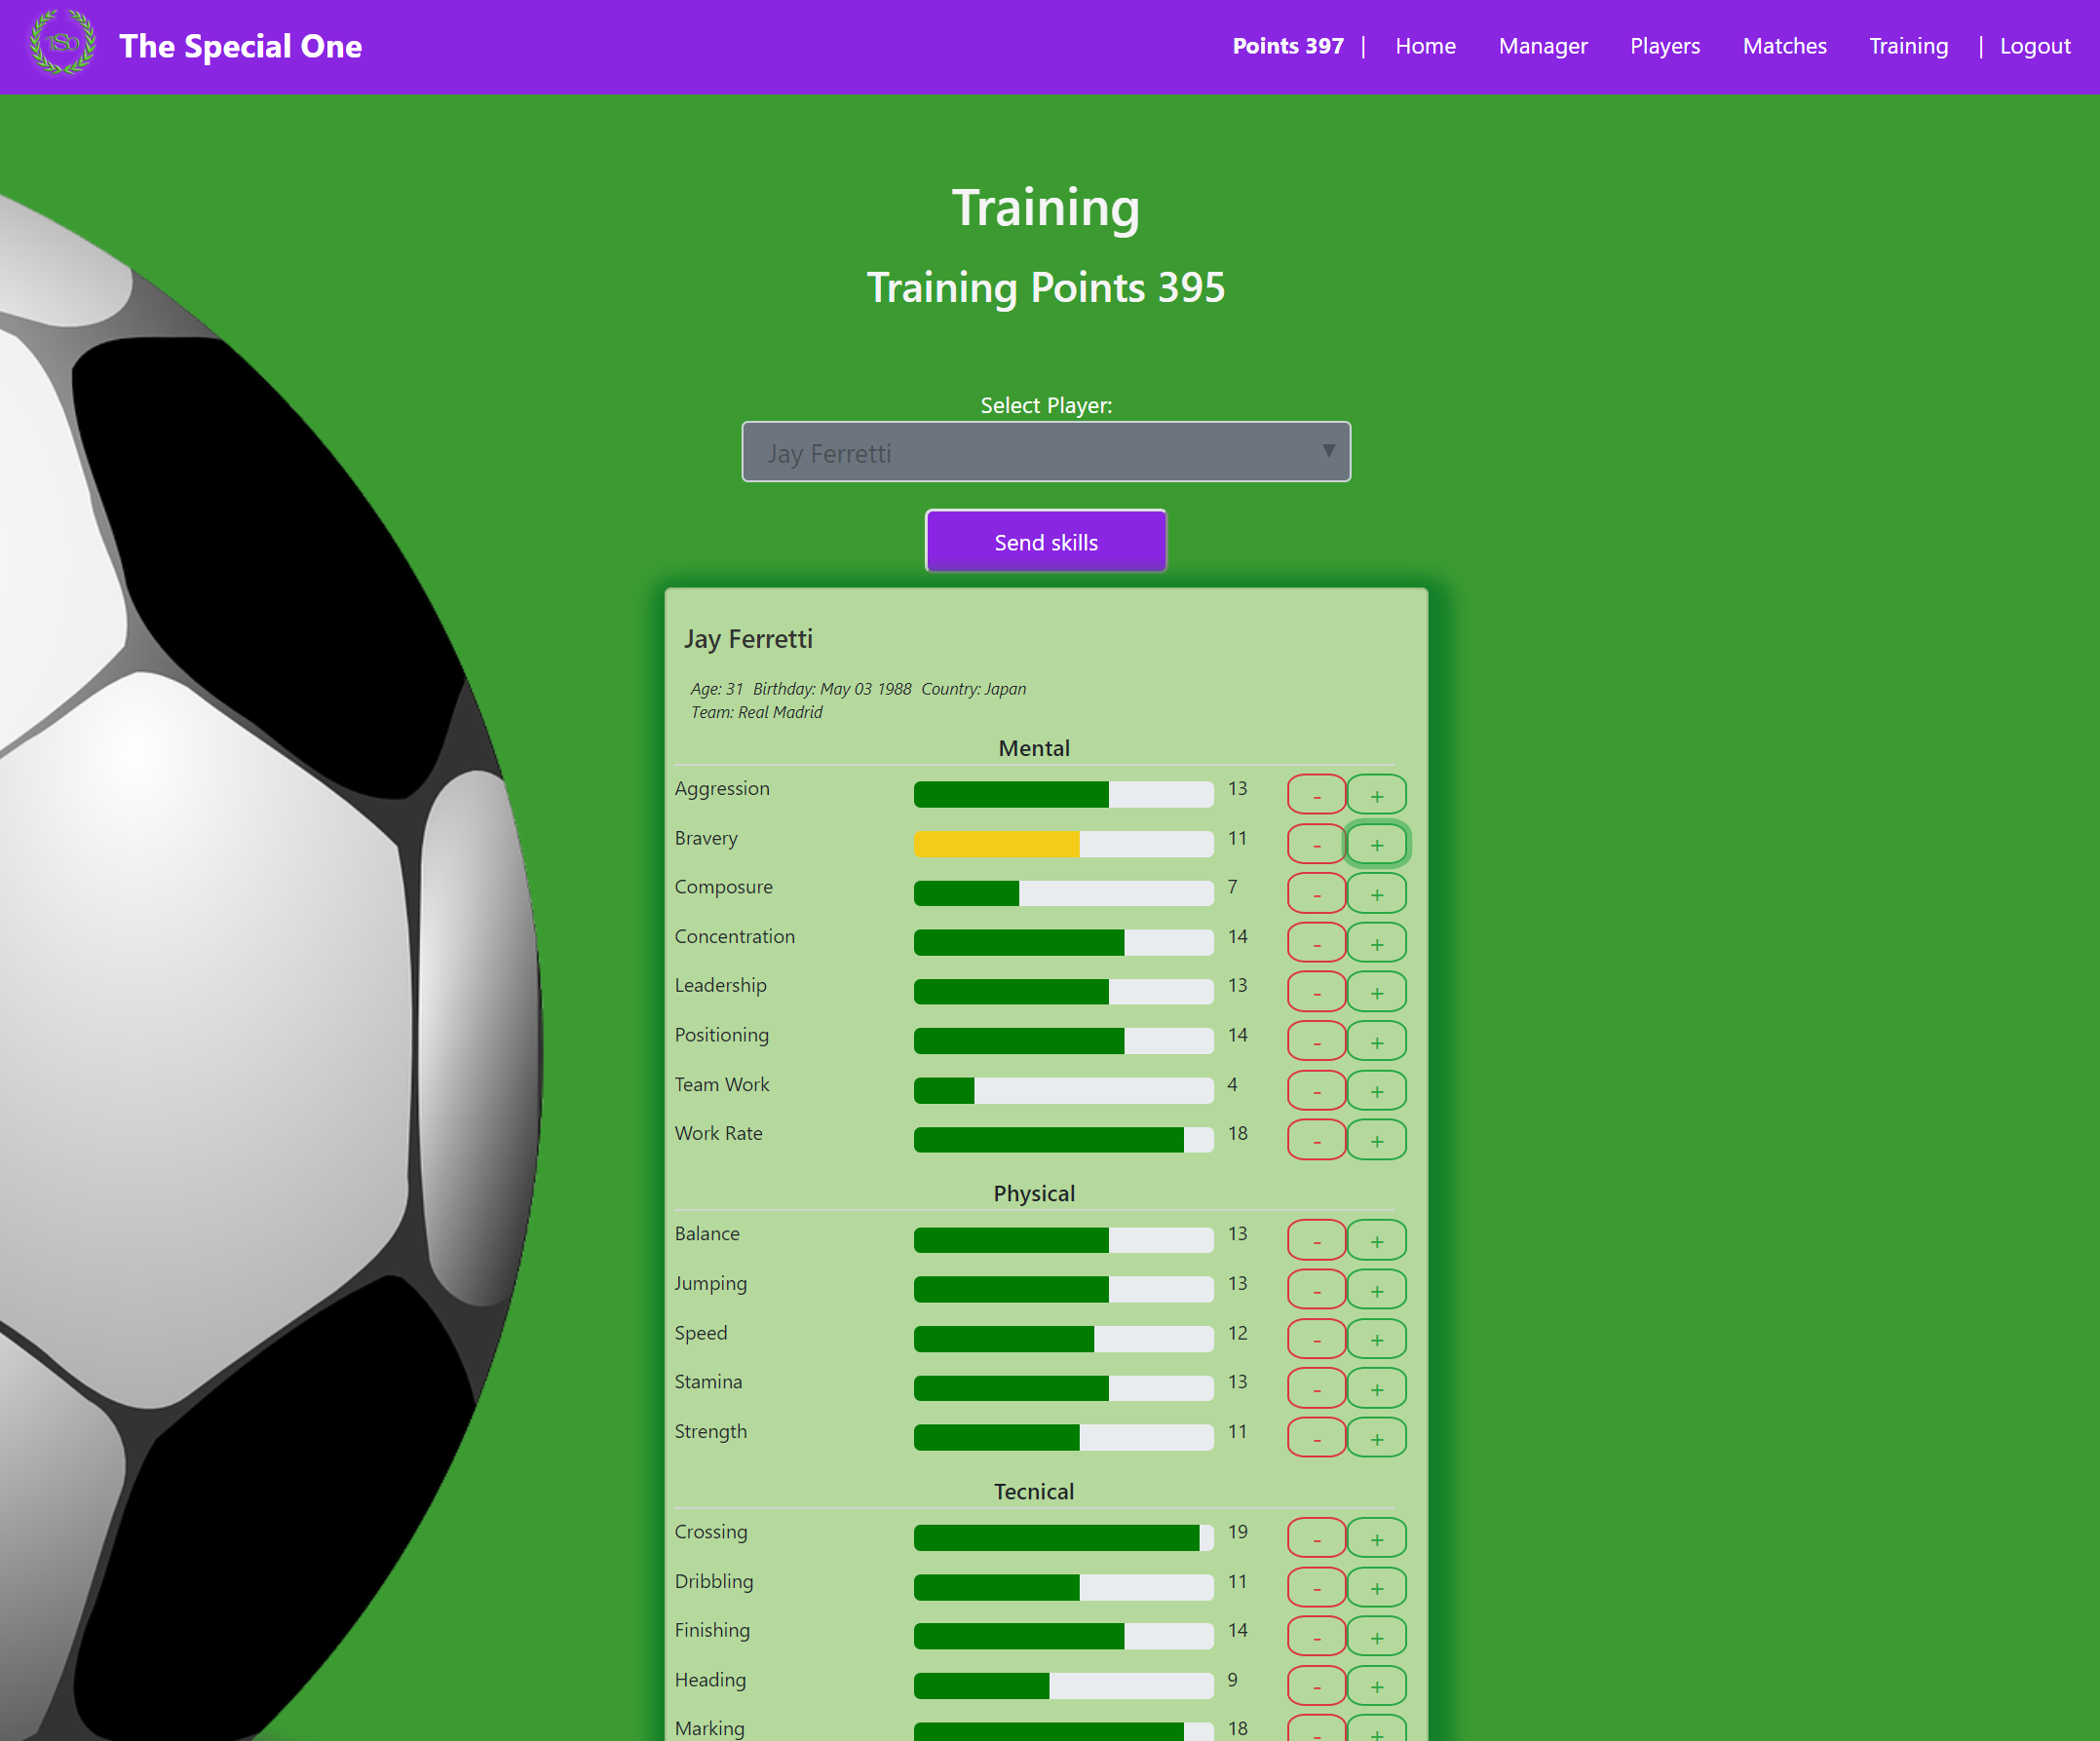 TSO
The Special One
Points 397 | Home Manager Players Matches Training | Logout
Training
Training Points 395
Select Player:
Jay Ferretti
Send skills
Jay Ferretti
Age: 31 Birthday: May 03 1988 Country: Japan
Team: Real Madrid
Mental
Aggression 13 - +
Bravery 11 - +
Composure 7 - +
Concentration 14 - +
Leadership 13 - +
Positioning 14 - +
Team Work 4 - +
Work Rate 18 - +
Physical
Balance 13 - +
Jumping 13 - +
Speed 12 - +
Stamina 13 - +
Strength 11 - +
Tecnical
Crossing 19 - +
Dribbling 11 - +
Finishing 14 - +
Heading 9 - +
Marking 18 - +